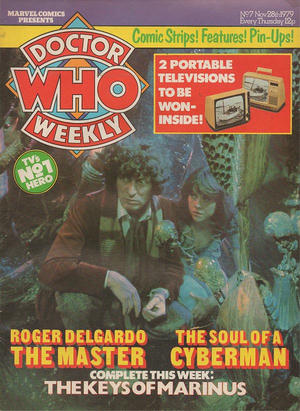 MARVEL COMICS
PRESENTS
Nº7 Nov 28th 1979
Every Thursday 12p
DOCTOR
WHO
WEEKLY
Comic Strips! Features! Pin-Ups!
2 PORTABLE
TELEVISIONS
TO BE
WON-
INSIDE!
TV's
Nº1
HERO
ROGER DELGARDO
THE MASTER
THE SOUL OF A
CYBERMAN
COMPLETE THIS WEEK:
THE KEYS OF MARINUS